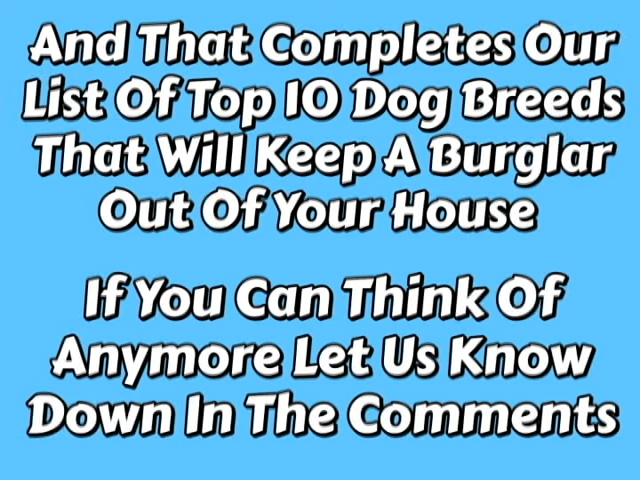 And That Completes Our
List Of Top 10 Dog Breeds
That Will Keep A Burglar
Out Of Your House
If You Can Think Of
Anymore Let Us Know
Down In The Comments